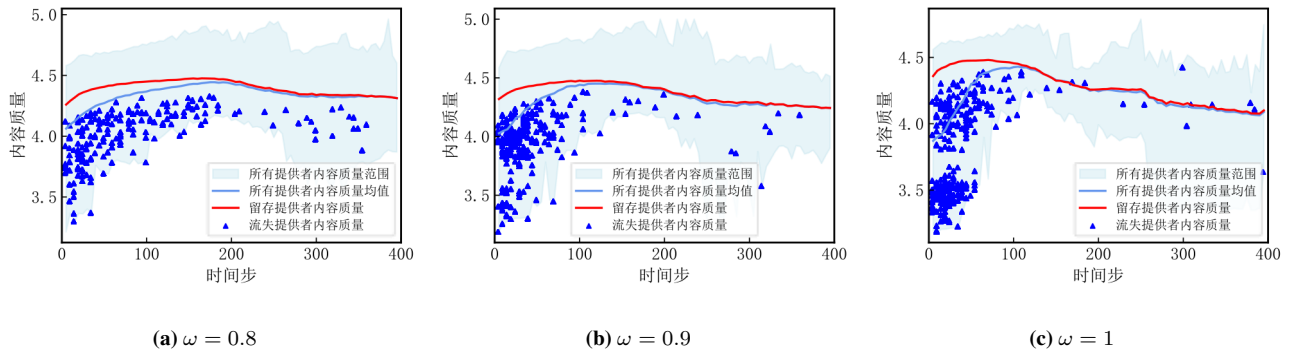 5.0
4.5
4.0
3.5
内容质量
0
100
200
300
400
时间步
所有提供者内容质量范围
所有提供者内容质量均值
留存提供者内容质量
流失提供者内容质量
(a) ω = 0.8
5.0
4.5
4.0
3.5
内容质量
0
100
200
300
400
时间步
所有提供者内容质量范围
所有提供者内容质量均值
留存提供者内容质量
流失提供者内容质量
(b) ω = 0.9
4.5
4.0
3.5
内容质量
0
100
200
300
400
时间步
所有提供者内容质量范围
所有提供者内容质量均值
留存提供者内容质量
流失提供者内容质量
(c) ω = 1